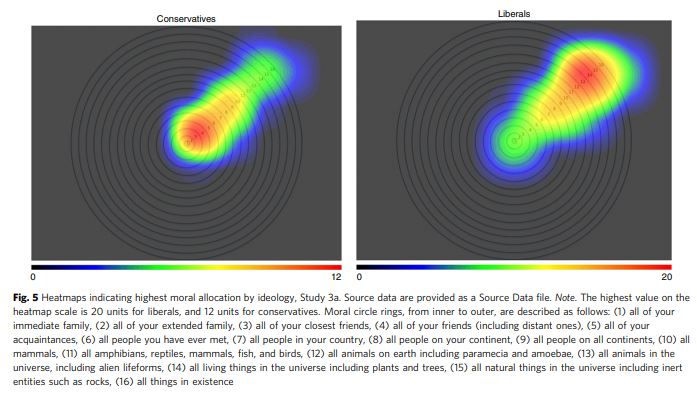 Conservatives
Liberals
0
12
0
20
Fig. 5 Heatmaps indicating highest moral allocation by ideology, Study 3a. Source data are provided as a Source Data file. Note. The highest value on the
heatmap scale is 20 units for liberals, and 12 units for conservatives. Moral circle rings, from inner to outer, are described as follows: (1) all of your
immediate family, (2) all of your extended family, (3) all of your closest friends, (4) all of your friends (including distant ones), (5) all of your
acquaintances, (6) all people you have ever met, (7) all people in your country, (8) all people on your continent, (9) all people on all continents, (10) all
mammals, (11) all amphibians, reptiles, mammals, fish, and birds, (12) all animals on earth including paramecia and amoebae, (13) all animals in the
universe, including alien lifeforms, (14) all living things in the universe including plants and trees, (15) all natural things in the universe including inert
entities such as rocks, (16) all things in existence